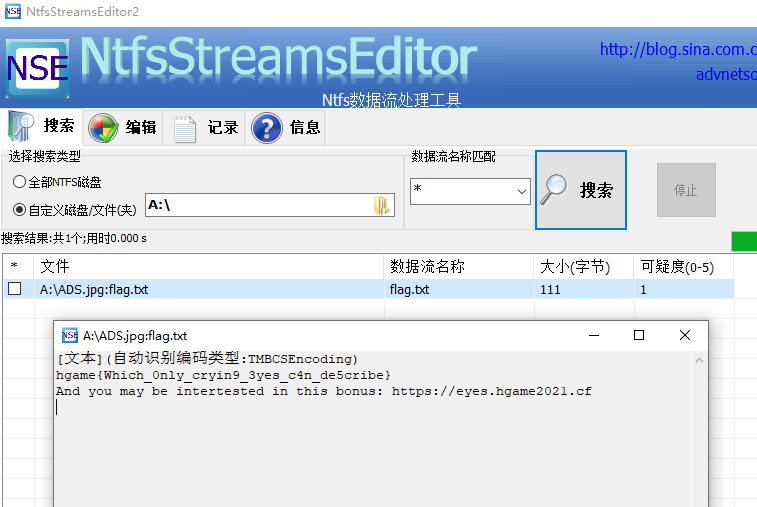 NSE NtfsStreamsEditor2
NSE
NtfsStreamsEditor
http://blog.sina.com.c
advnetso
Ntfs数据流处理工具
搜索 编辑 记录 信息
选择搜索类型
数据流名称匹配
全部NTFS磁盘
自定义磁盘/文件(夹) A:\
*
搜索
停止
搜索结果:共1个;用时0.000 s
* 文件 数据流名称 大小(字节) 可疑度(0-5)
A:\ADS.jpg:flag.txt flag.txt 111 1
NSE A:\ADS.jpg:flag.txt
[文本](自动识别编码类型:TMBCSEncoding)
hgame{Which_0nly_cryin9_3yes_c4n_de5cribe}
And you may be intertested in this bonus: https://eyes.hgame2021.cf